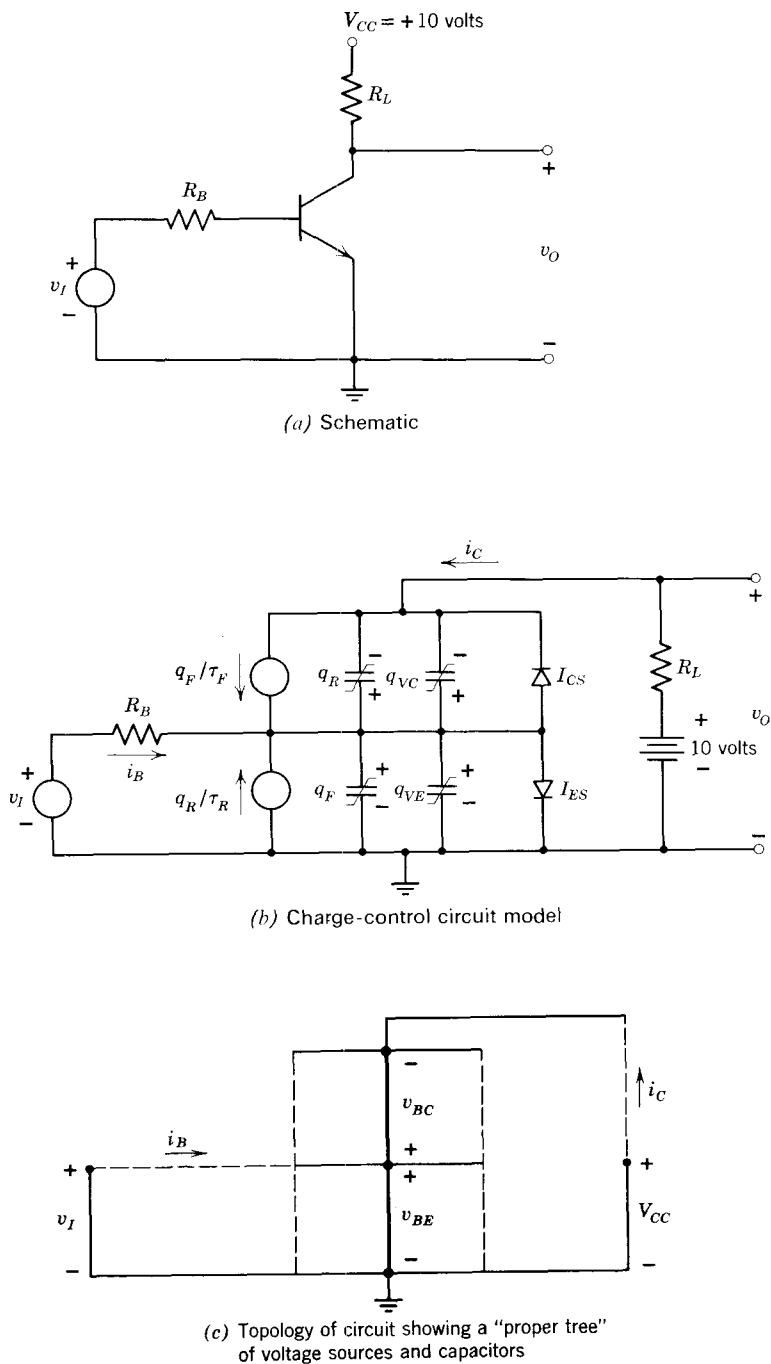 V_CC = + 10 volts
R_L
R_B
+
v_I
−
+
v_O
−
(a) Schematic
i_C
+
q_F/τ_F
q_R
−
+
q_VC
−
+
I_CS
R_L
R_B
i_B
+
v_I
−
q_R/τ_R
q_F
+
−
q_VE
+
−
I_ES
+
10 volts
−
v_O
−
(b) Charge-control circuit model
−
v_BC
+
i_C
i_B
+
v_I
−
+
v_BE
−
+
V_CC
−
(c) Topology of circuit showing a “proper tree”
of voltage sources and capacitors